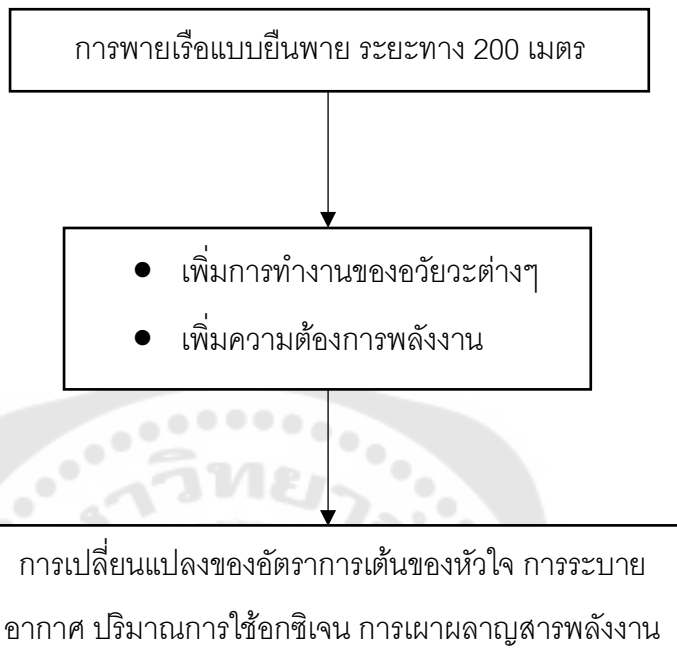 การพายเรือแบบยืนพาย ระยะทาง 200 เมตร
● เพิ่มการทำงานของอวัยวะต่างๆ
● เพิ่มความต้องการพลังงาน
การเปลี่ยนแปลงของอัตราการเต้นของหัวใจ การระบาย
อากาศ ปริมาณการใช้อกซิเจน การเผาผลาญสารพลังงาน